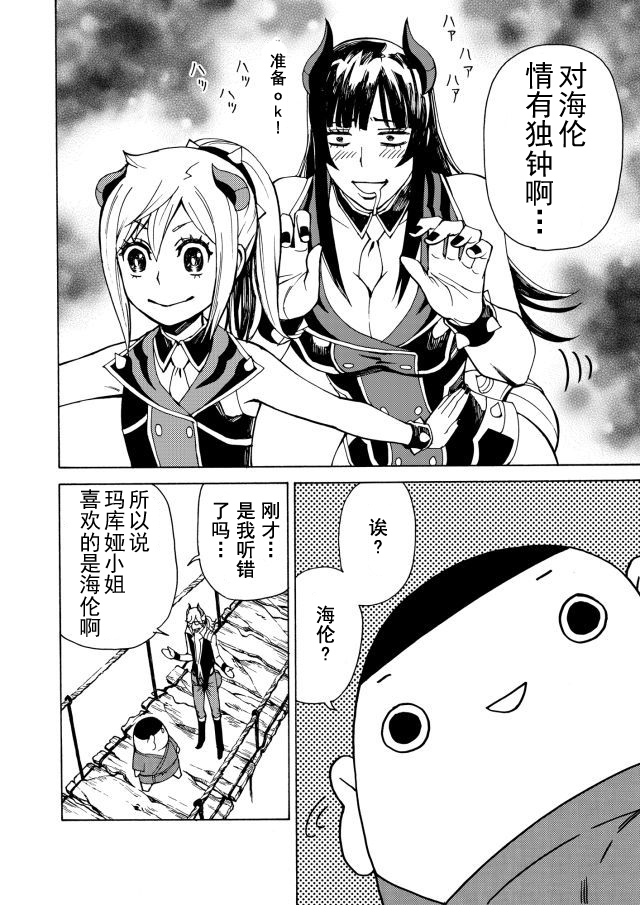 对海伦
情有独钟啊…
ハァ
ハァ
ハァ
准备ok!
ハッ
ハッ
ハッ
诶?
海伦?
刚才…
是我听错
了吗…
所以说
玛库娅小姐
喜欢的是海伦啊